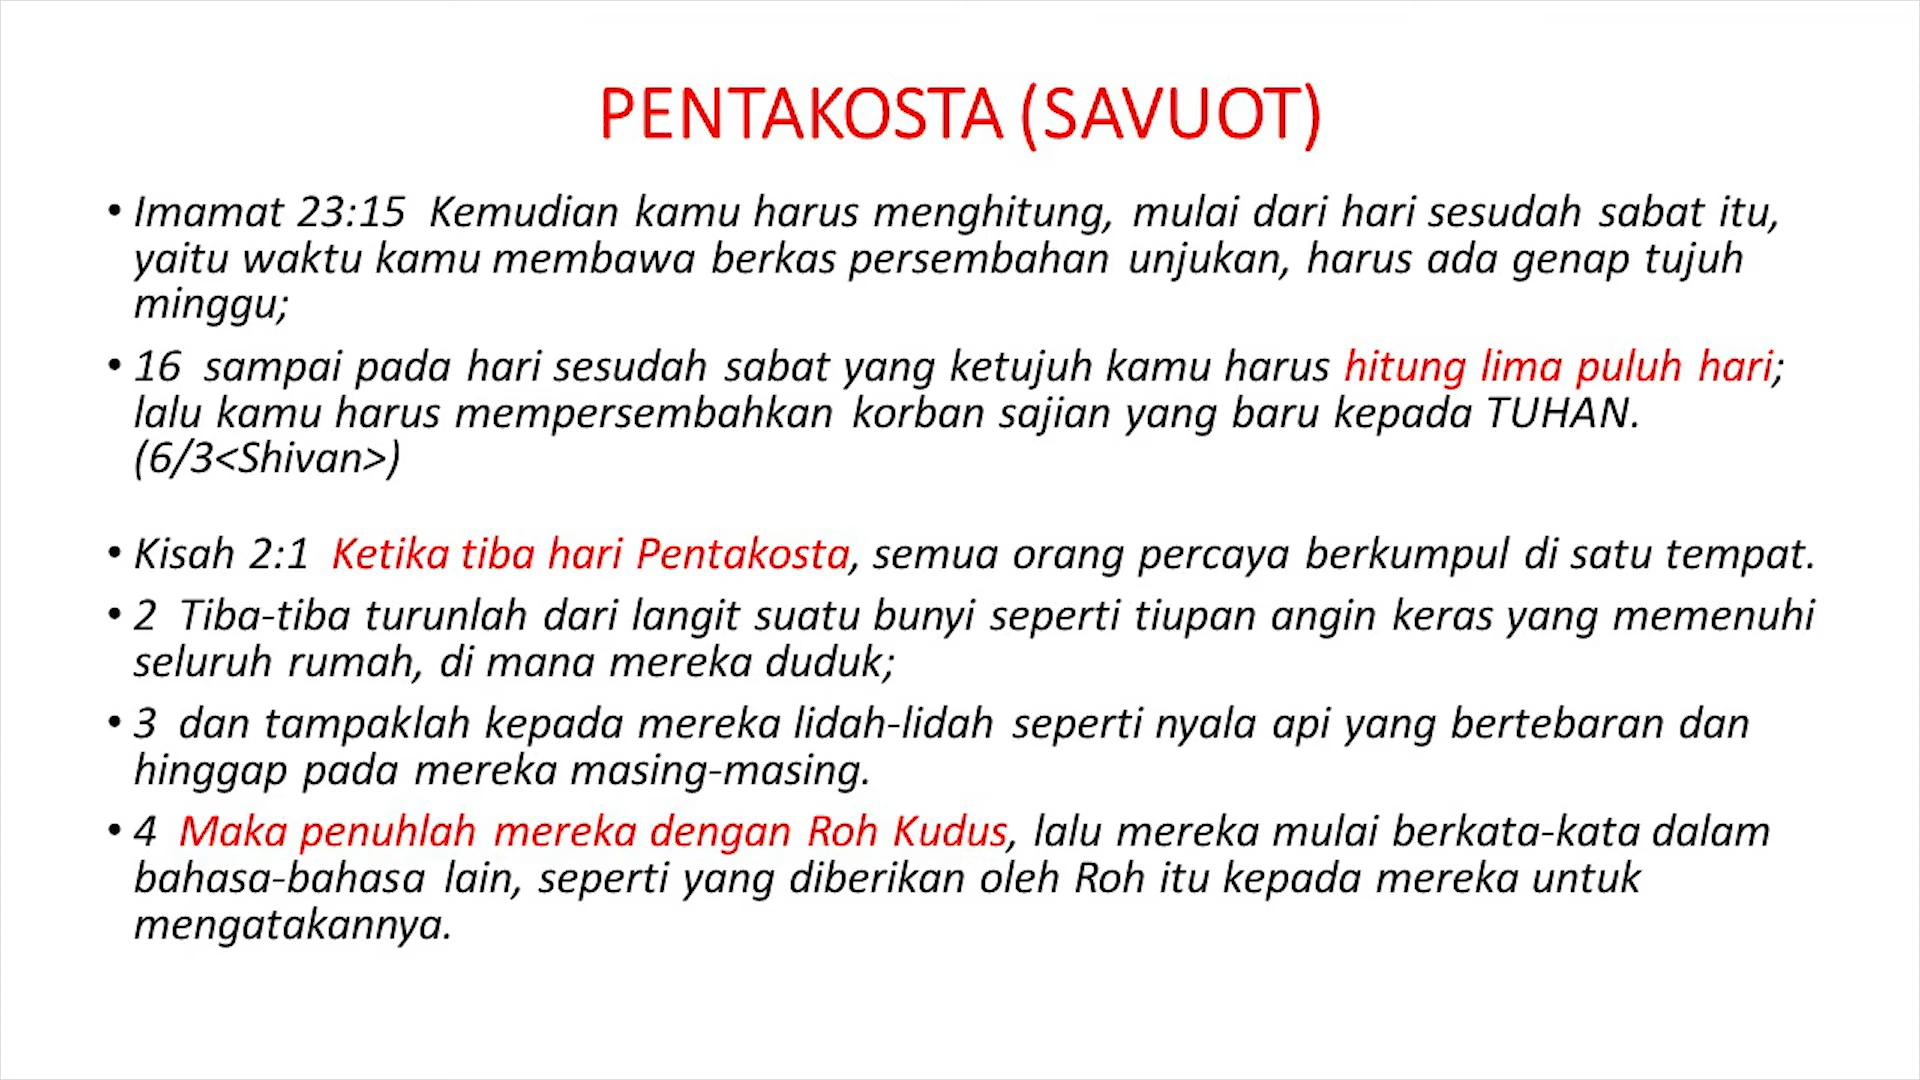 PENTAKOSTA (SAVUOT)
• Imamat 23:15 Kemudian kamu harus menghitung, mulai dari hari sesudah sabat itu,
yaitu waktu kamu membawa berkas persembahan unjukan, harus ada genap tujuh
minggu;
• 16 sampai pada hari sesudah sabat yang ketujuh kamu harus hitung lima puluh hari;
lalu kamu harus mempersembahkan korban sajian yang baru kepada TUHAN.
(6/3<Shivan>)
• Kisah 2:1 Ketika tiba hari Pentakosta, semua orang percaya berkumpul di satu tempat.
• 2 Tiba-tiba turunlah dari langit suatu bunyi seperti tiupan angin keras yang memenuhi
seluruh rumah, di mana mereka duduk;
• 3 dan tampaklah kepada mereka lidah-lidah seperti nyala api yang bertebaran dan
hinggap pada mereka masing-masing.
• 4 Maka penuhlah mereka dengan Roh Kudus, lalu mereka mulai berkata-kata dalam
bahasa-bahasa lain, seperti yang diberikan oleh Roh itu kepada mereka untuk
mengatakannya.